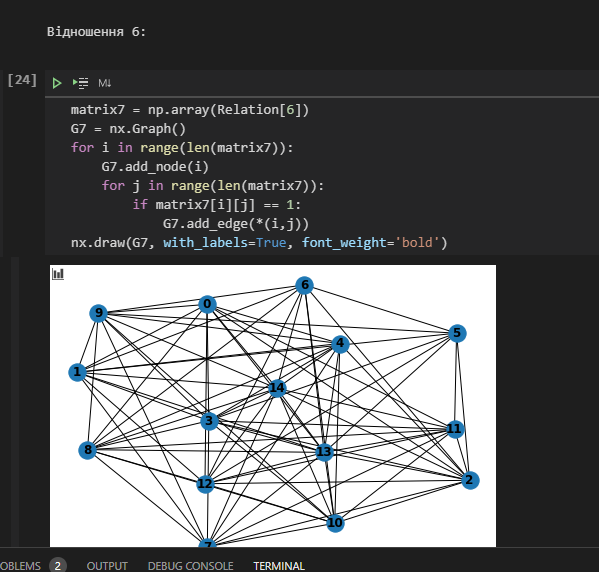 Відношення 6:
[24]
M↓
matrix7 = np.array(Relation[6])
G7 = nx.Graph()
for i in range(len(matrix7)):
    G7.add_node(i)
    for j in range(len(matrix7)):
        if matrix7[i][j] == 1:
            G7.add_edge(*(i,j))
nx.draw(G7, with_labels=True, font_weight='bold')
6
0
9
5
4
1
14
3
11
8
13
2
12
10
7
OBLEMS 2 OUTPUT DEBUG CONSOLE TERMINAL